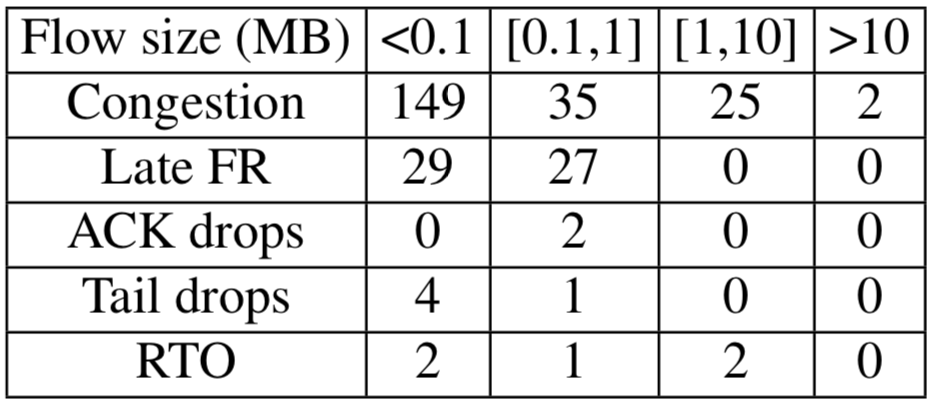 Flow size (MB) <0.1 [0.1,1] [1,10] >10
Congestion 149 35 25 2
Late FR 29 27 0 0
ACK drops 0 2 0 0
Tail drops 4 1 0 0
RTO 2 1 2 0